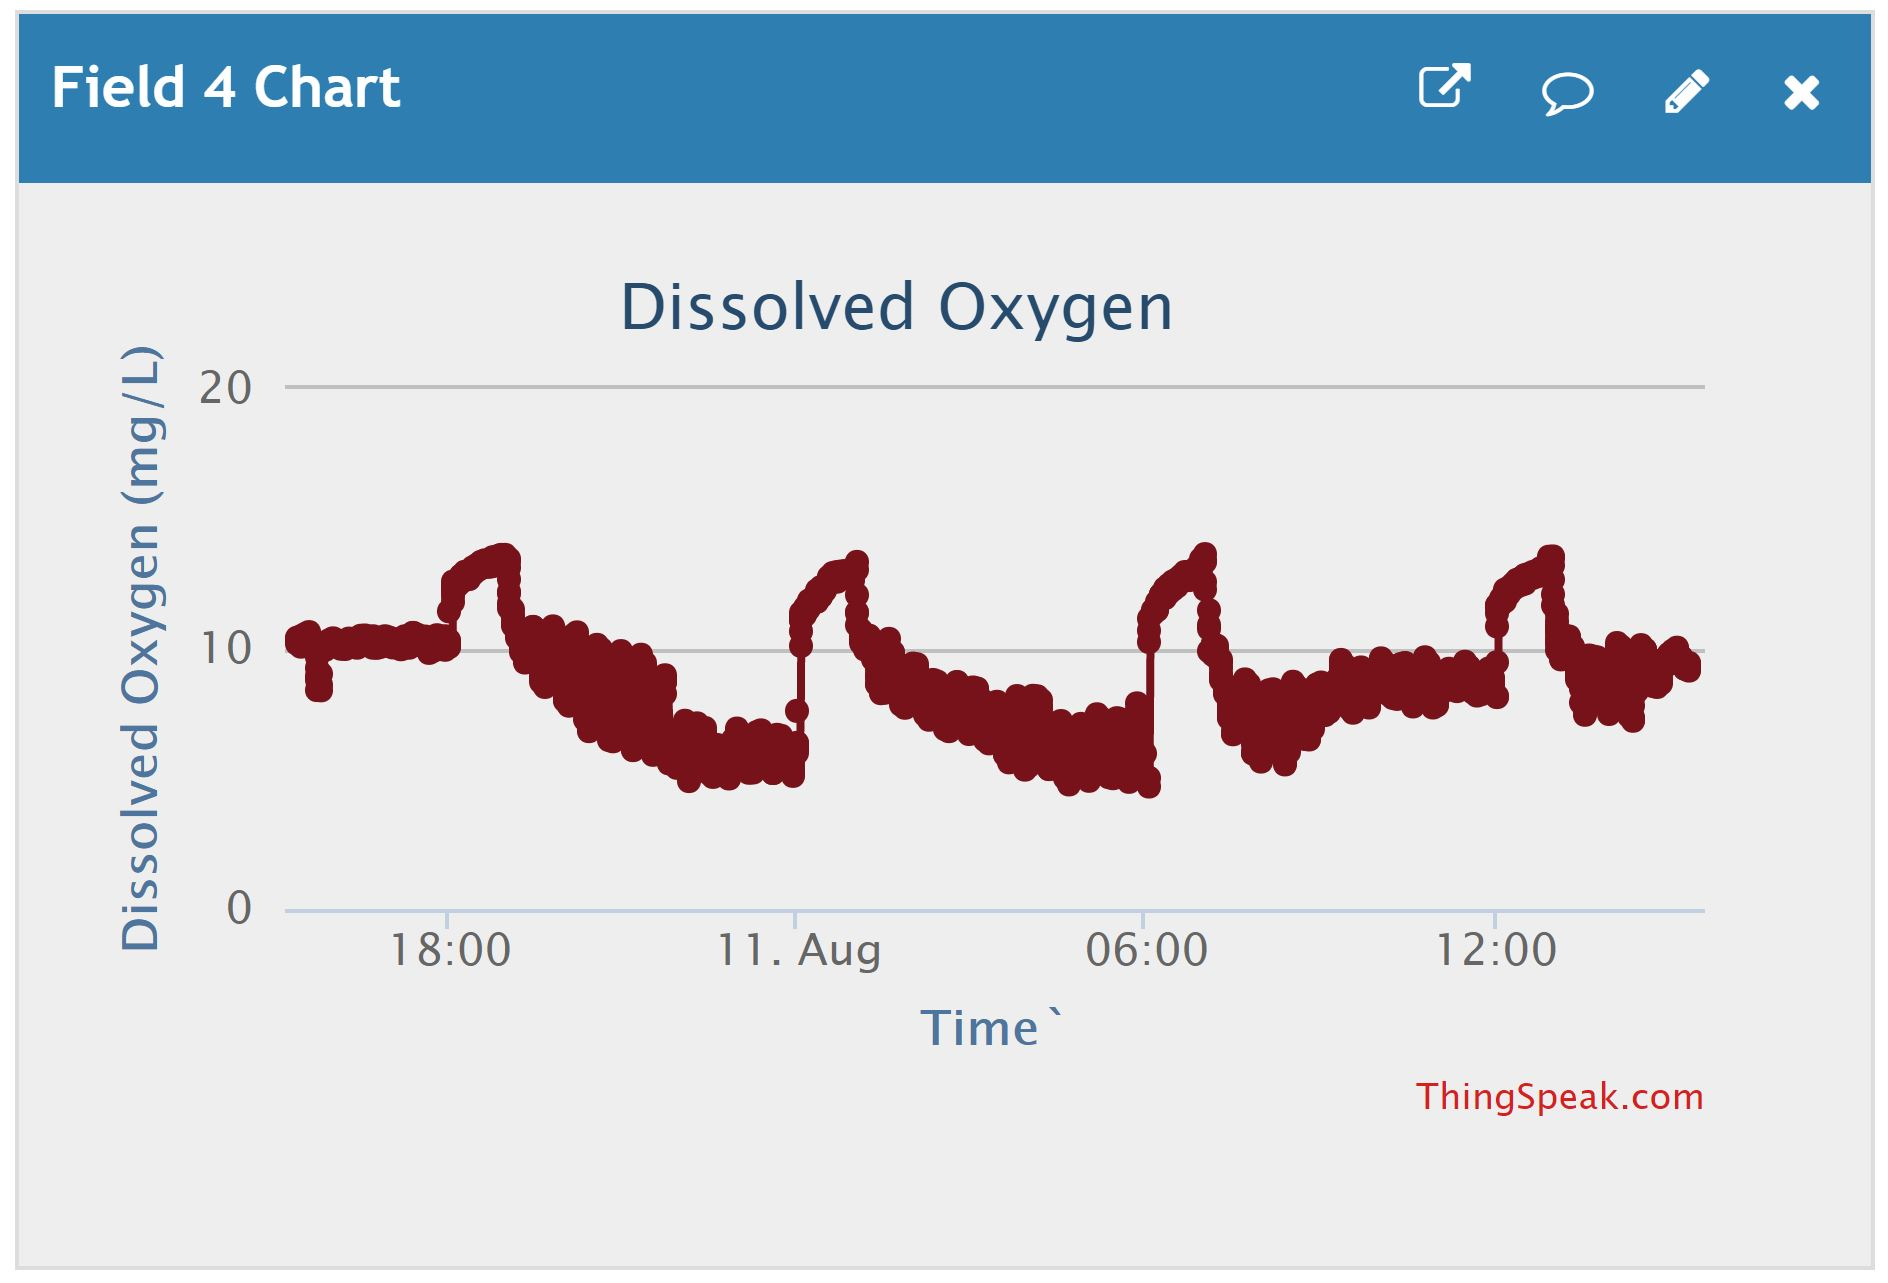 Field 4 Chart
Dissolved Oxygen
Dissolved Oxygen (mg/L)
20
10
0
18:00 11. Aug 06:00 12:00
Time`
ThingSpeak.com